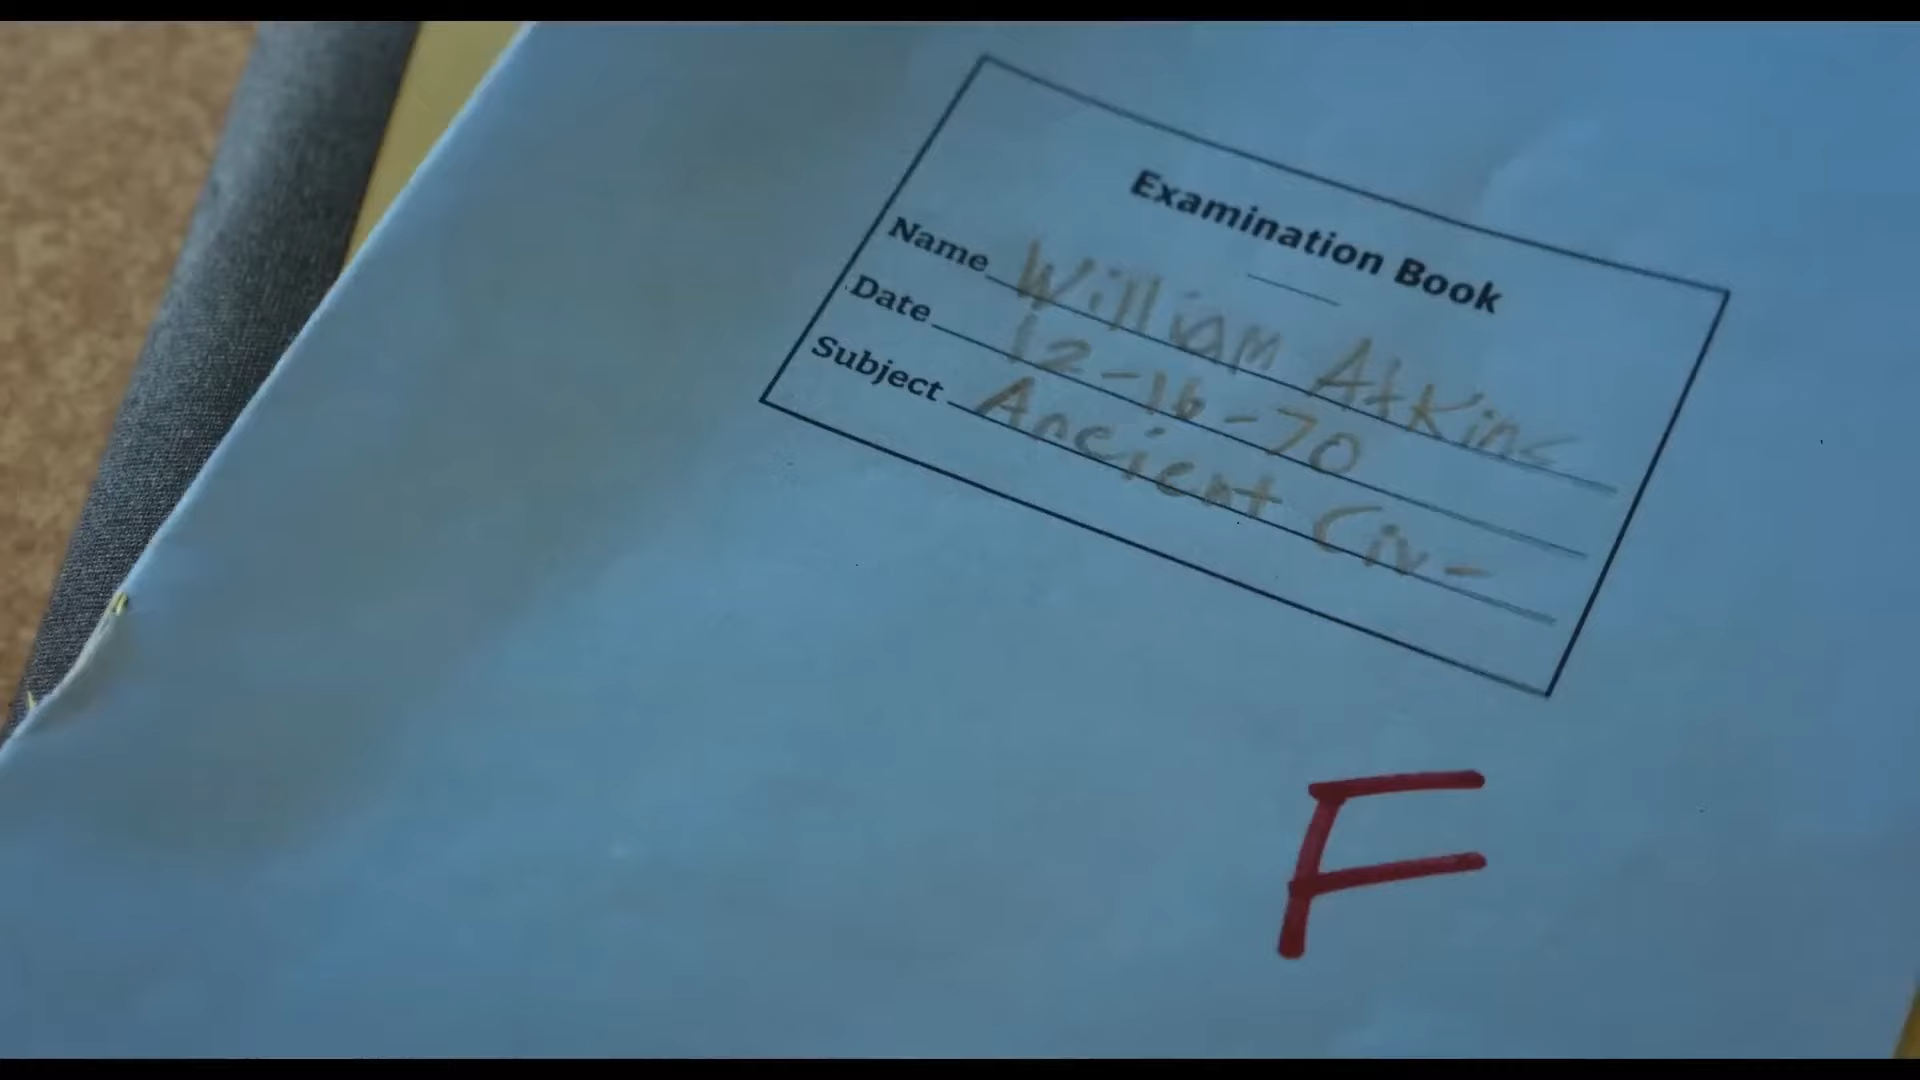 Examination Book
Name William Atkins
Date 12-16-70
Subject Ancient Civ-
F